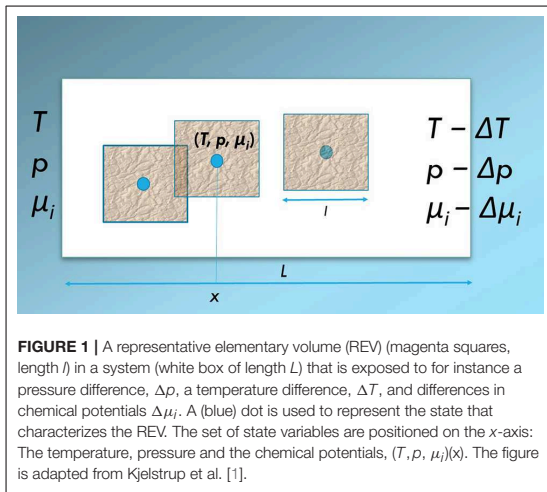 T
p
μi
(T, p, μi)
T – ΔT
p – Δp
μi – Δμi
l
L
x
FIGURE 1 | A representative elementary volume (REV) (magenta squares,
length l) in a system (white box of length L) that is exposed to for instance a
pressure difference, Δp, a temperature difference, ΔT, and differences in
chemical potentials Δμi. A (blue) dot is used to represent the state that
characterizes the REV. The set of state variables are positioned on the x-axis:
The temperature, pressure and the chemical potentials, (T, p, μi)(x). The figure
is adapted from Kjelstrup et al. [1].